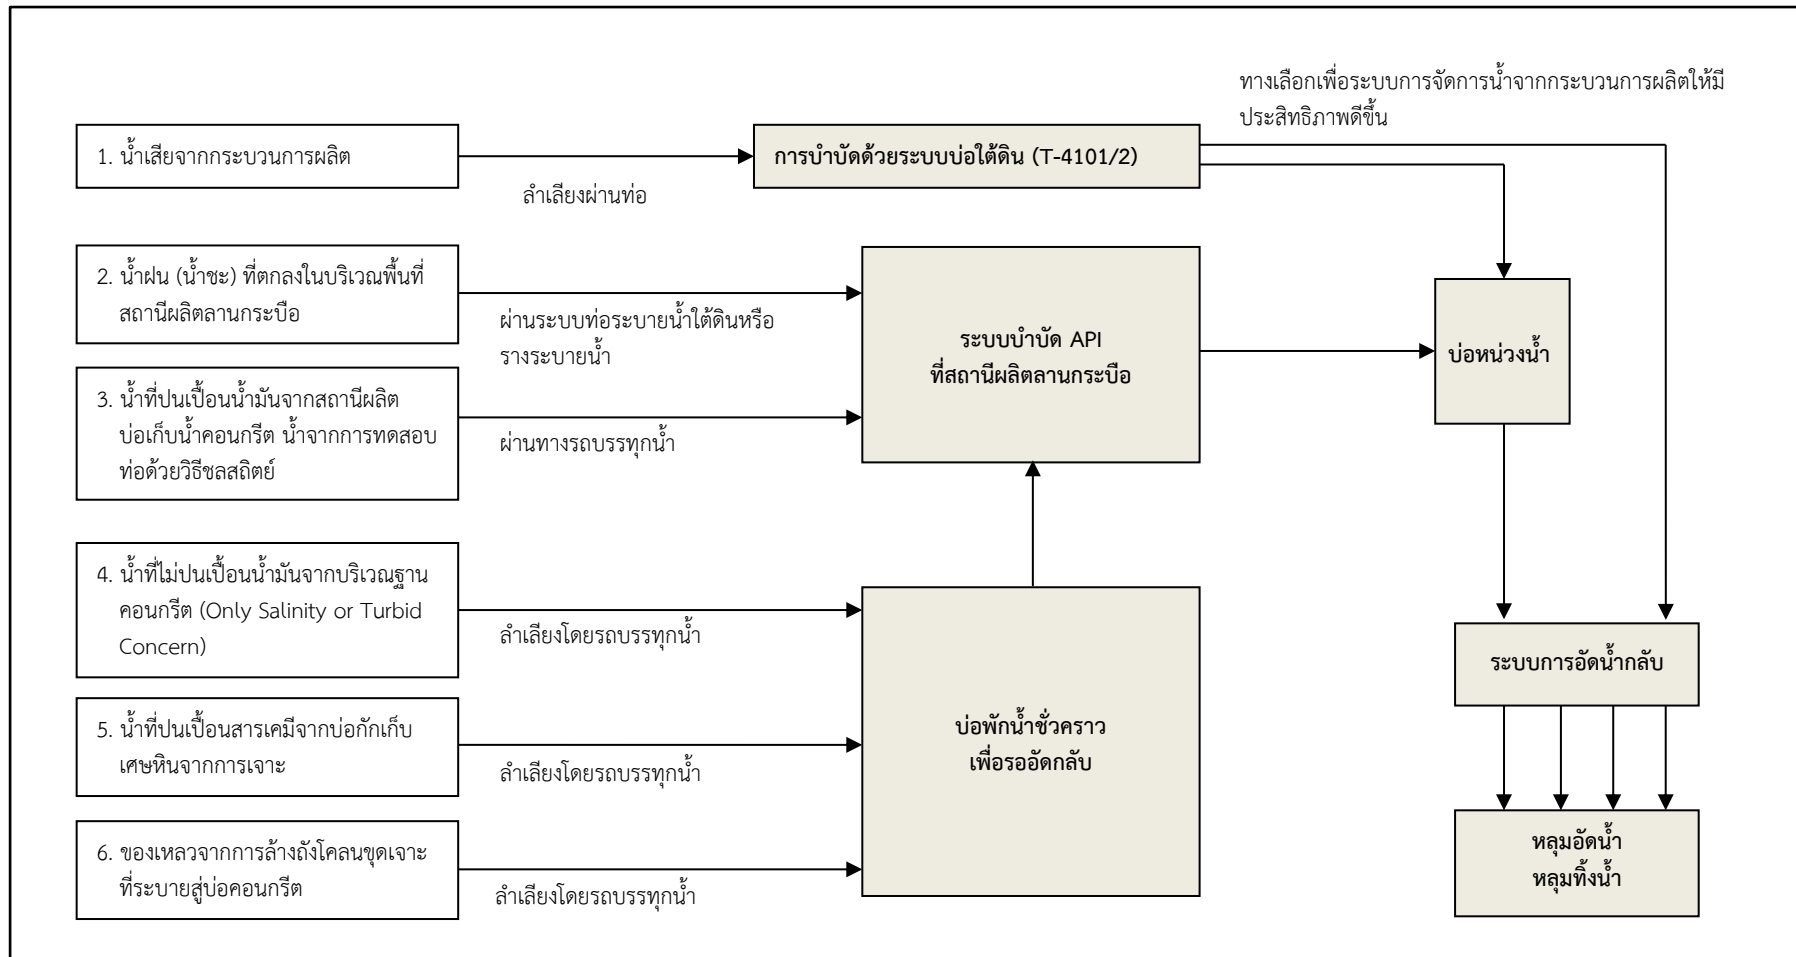 ทางเลือกเพื่อระบบการจัดการน้ำจากกระบวนการผลิตให้มี
ประสิทธิภาพดีขึ้น
1. น้ำเสียจากกระบวนการผลิต
ลำเลียงผ่านท่อ
การบำบัดด้วยระบบบ่อใต้ดิน (T-4101/2)
2. น้ำฝน (น้ำชะ) ที่ตกลงในบริเวณพื้นที่
สถานีผลิตลานกระบือ
ผ่านระบบท่อระบายน้ำใต้ดินหรือ
รางระบายน้ำ
ระบบบำบัด API
ที่สถานีผลิตลานกระบือ
บ่อหน่วงน้ำ
3. น้ำที่ปนเปื้อนน้ำมันจากสถานีผลิต
บ่อเก็บน้ำคอนกรีต น้ำจากการทดสอบ
ท่อด้วยวิธีชลสถิตย์
ผ่านทางรถบรรทุกน้ำ
4. น้ำที่ไม่ปนเปื้อนน้ำมันจากบริเวณฐาน
คอนกรีต (Only Salinity or Turbid
Concern)
ลำเลียงโดยรถบรรทุกน้ำ
ระบบการอัดน้ำกลับ
5. น้ำที่ปนเปื้อนสารเคมีจากบ่อกักเก็บ
เศษหินจากการเจาะ
ลำเลียงโดยรถบรรทุกน้ำ
บ่อพักน้ำชั่วคราว
เพื่อรออัดกลับ
6. ของเหลวจากการล้างถังโคลนขุดเจาะ
ที่ระบายสู่บ่อคอนกรีต
ลำเลียงโดยรถบรรทุกน้ำ
หลุมอัดน้ำ
หลุมทิ้งน้ำ